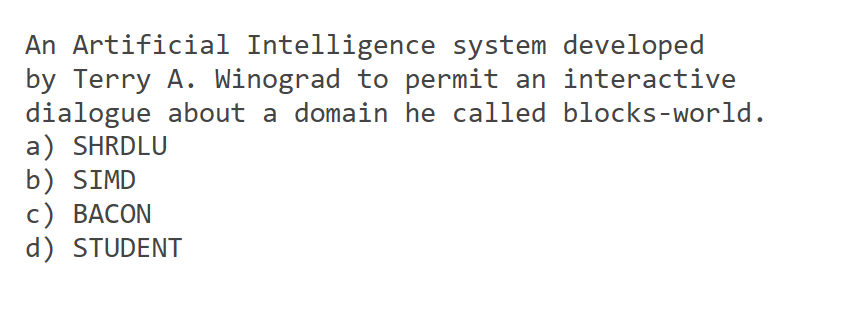 An Artificial Intelligence system developed
by Terry A. Winograd to permit an interactive
dialogue about a domain he called blocks-world.
a) SHRDLU
b) SIMD
c) BACON
d) STUDENT